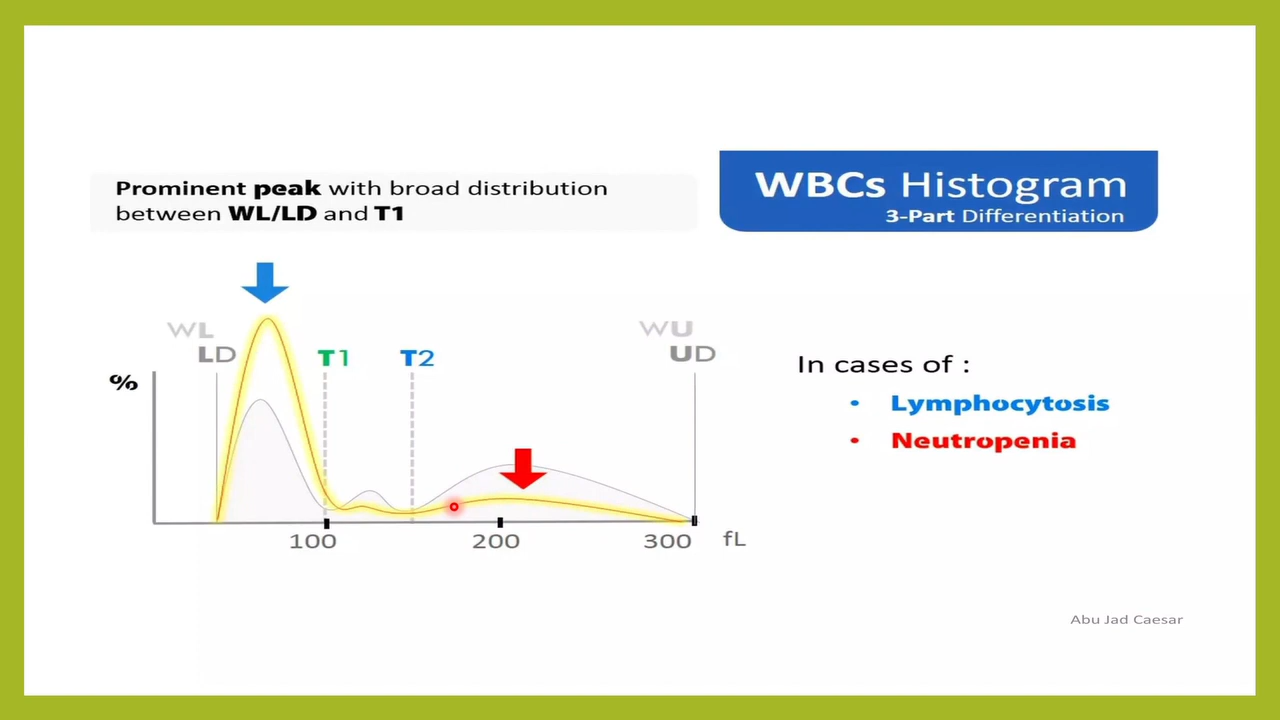 Prominent peak with broad distribution
between WL/LD and T1
WBCs Histogram
3-Part Differentiation
WL
LD
T1
T2
WU
UD
%
100
200
300
fL
In cases of :
• Lymphocytosis
• Neutropenia
Abu Jad Caesar